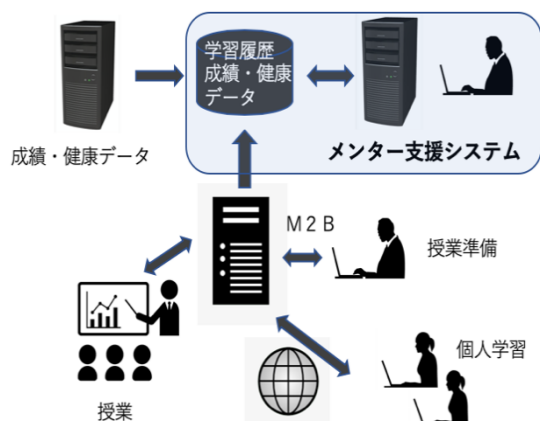 学習履歴
成績・健康
データ
成績・健康データ
メンター支援システム
M2B
授業準備
個人学習
授業